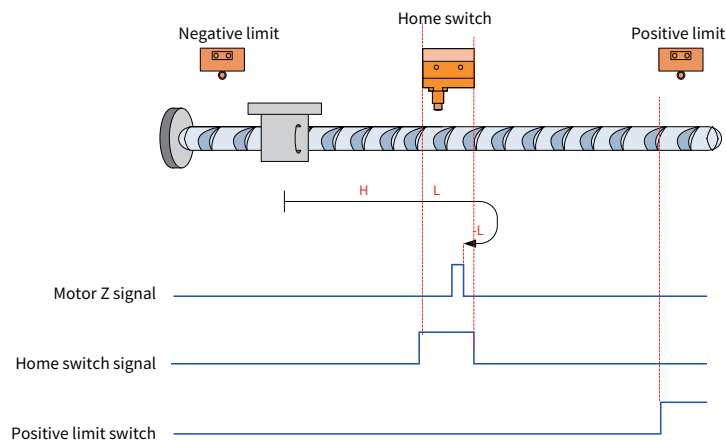 Home switch
Negative limit
Positive limit
H
L
-L
Motor Z signal
Home switch signal
Positive limit switch